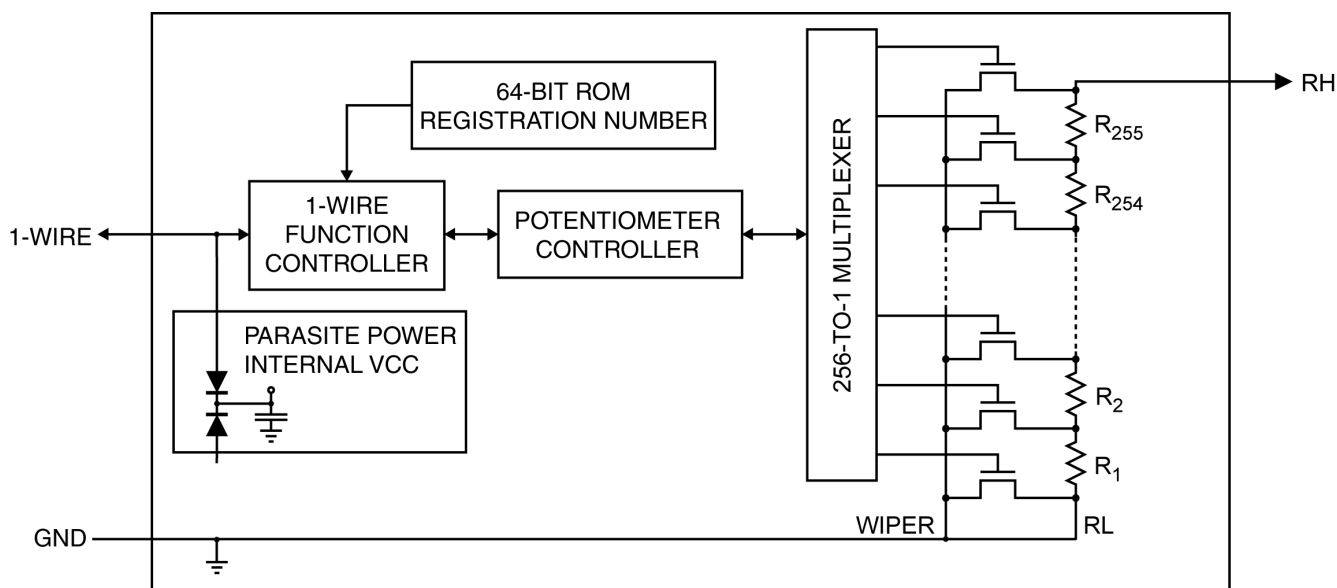 64-BIT ROM
REGISTRATION NUMBER
RH
R255
R254
1-WIRE
1-WIRE
FUNCTION
CONTROLLER
POTENTIOMETER
CONTROLLER
256-TO-1 MULTIPLEXER
PARASITE POWER
INTERNAL VCC
R2
R1
WIPER
RL
GND